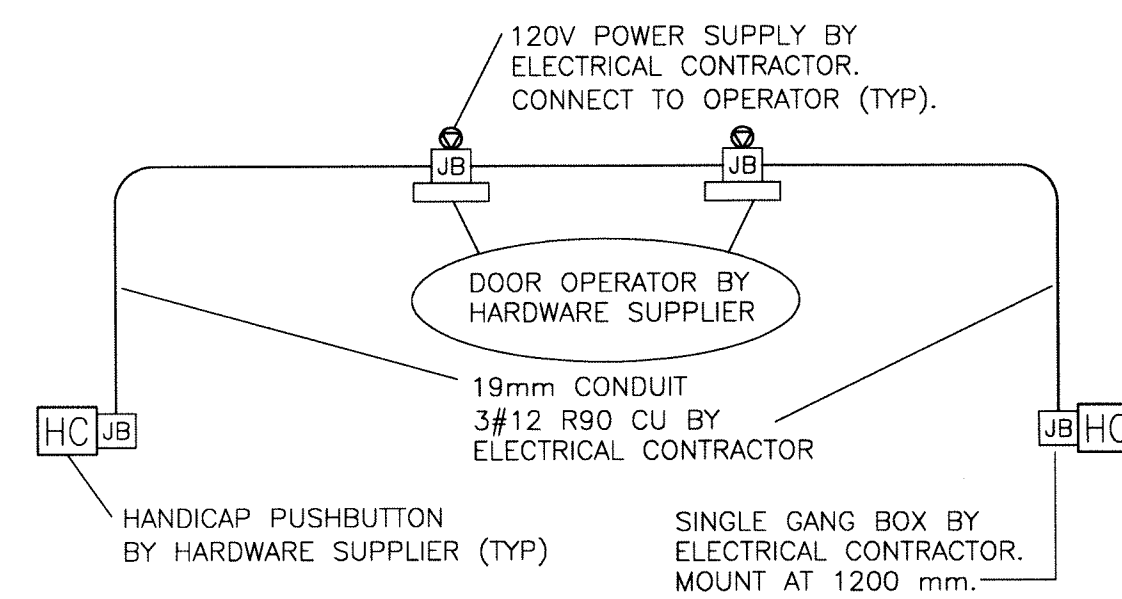 120V POWER SUPPLY BY
ELECTRICAL CONTRACTOR.
CONNECT TO OPERATOR (TYP).
JB
JB
DOOR OPERATOR BY
HARDWARE SUPPLIER
19mm CONDUIT
3#12 R90 CU BY
ELECTRICAL CONTRACTOR
HC JB
JB HC
HANDICAP PUSHBUTTON
BY HARDWARE SUPPLIER (TYP)
SINGLE GANG BOX BY
ELECTRICAL CONTRACTOR.
MOUNT AT 1200 mm.